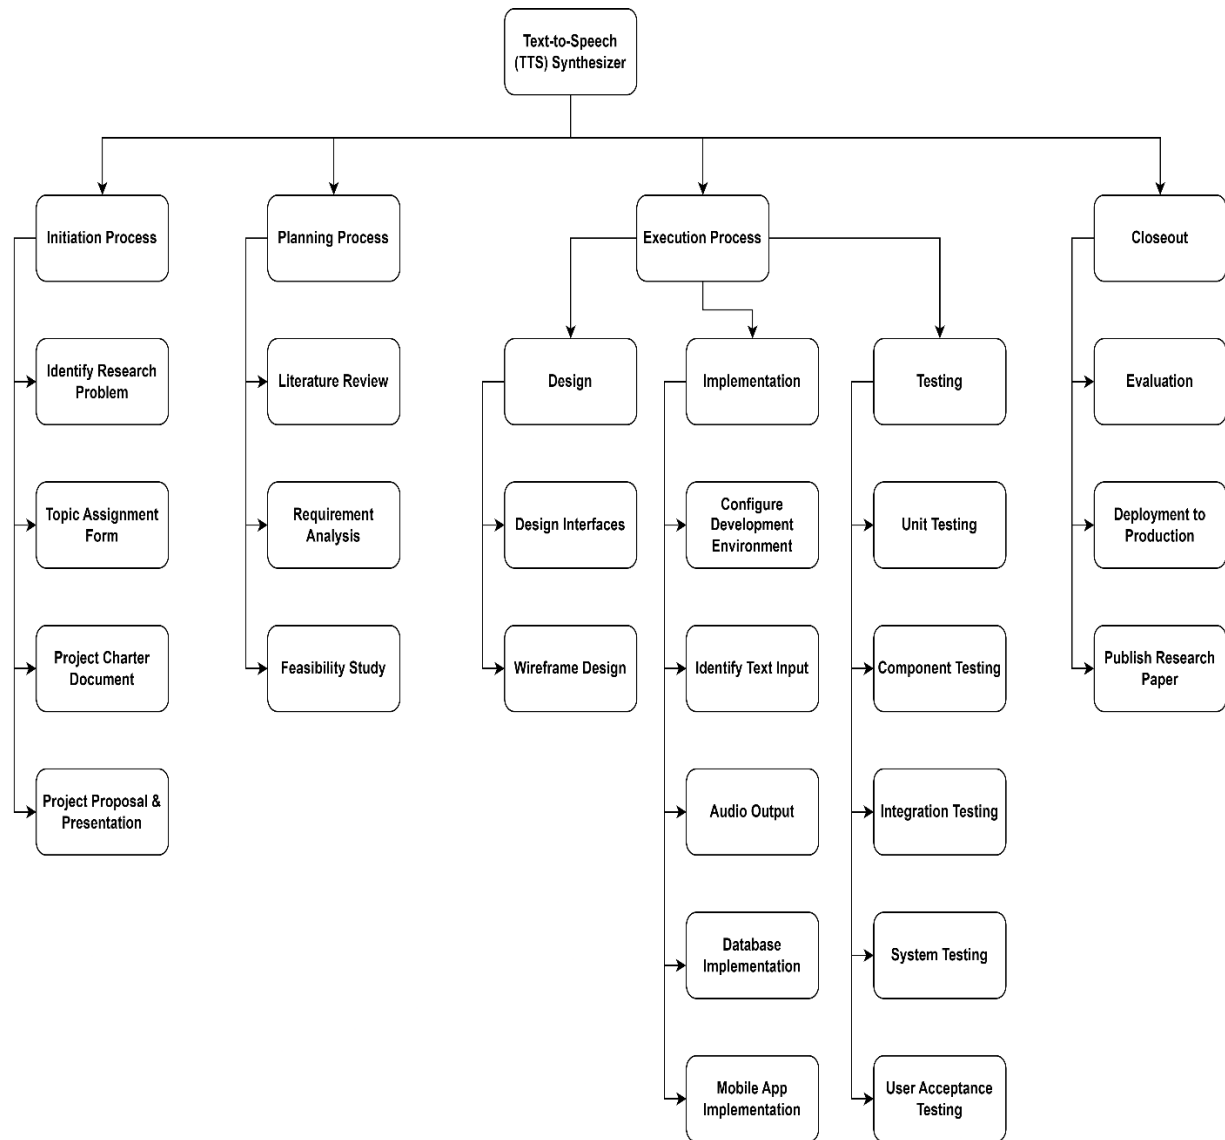 Text-to-Speech
(TTS) Synthesizer
Initiation Process
Planning Process
Execution Process
Closeout
Identify Research
Problem
Literature Review
Design
Implementation
Testing
Evaluation
Topic Assignment
Form
Requirement
Analysis
Design Interfaces
Configure
Development
Environment
Unit Testing
Deployment to
Production
Project Charter
Document
Feasibility Study
Wireframe Design
Identify Text Input
Component Testing
Publish Research
Paper
Project Proposal &
Presentation
Audio Output
Integration Testing
Database
Implementation
System Testing
Mobile App
Implementation
User Acceptance
Testing